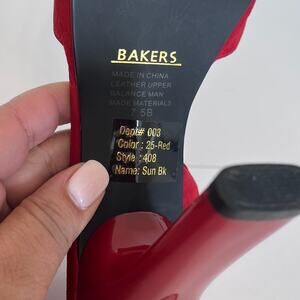 BAKERS
MADE IN CHINA
LEATHER UPPER
BALANCE MAN
MADE MATERIALS
7.5B
Dept# 003
Color : 25-Red
Style : 408
Name: Sun Bk